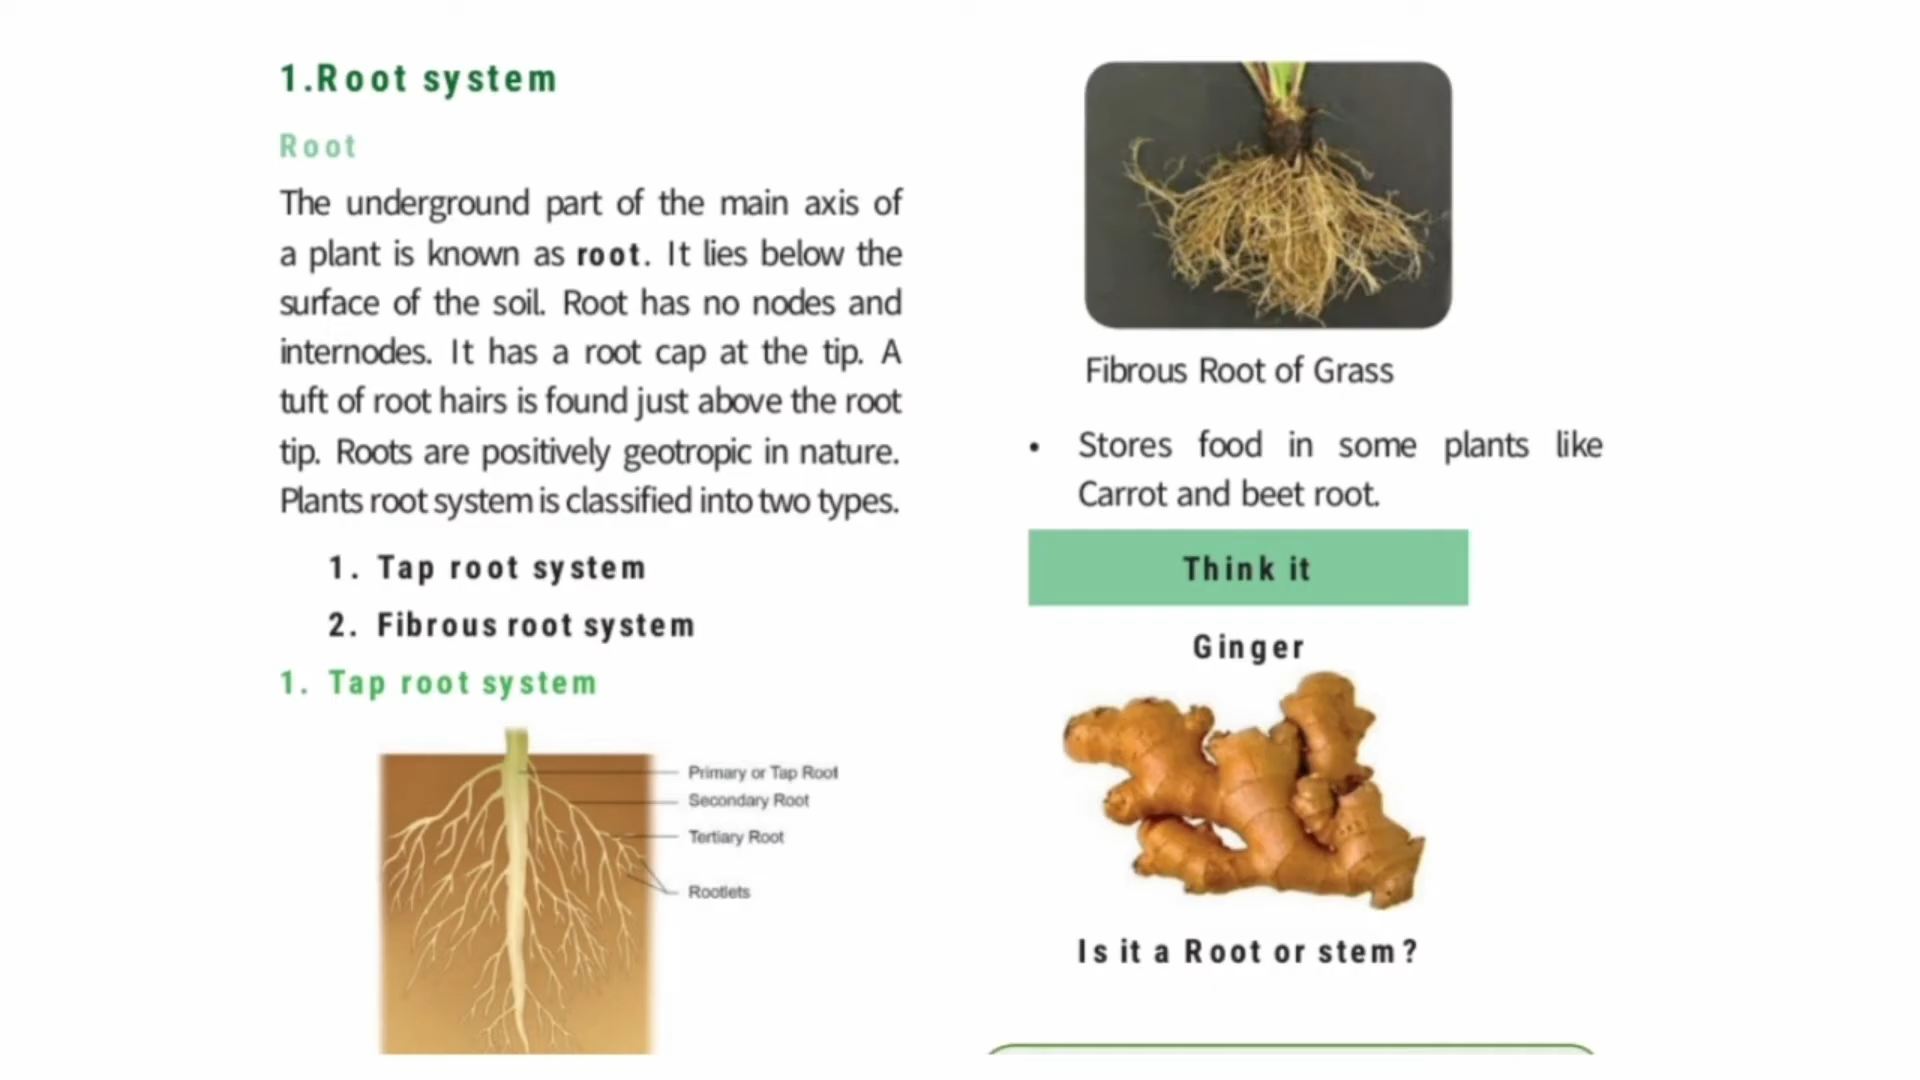 1.Root system
Root
The underground part of the main axis of
a plant is known as root. It lies below the
surface of the soil. Root has no nodes and
internodes. It has a root cap at the tip. A
tuft of root hairs is found just above the root
tip. Roots are positively geotropic in nature.
Plants root system is classified into two types.
1. Tap root system
2. Fibrous root system
1. Tap root system
Primary or Tap Root
Secondary Root
Tertiary Root
Rootlets
Fibrous Root of Grass
• Stores food in some plants like
Carrot and beet root.
Think it
Ginger
Is it a Root or stem?